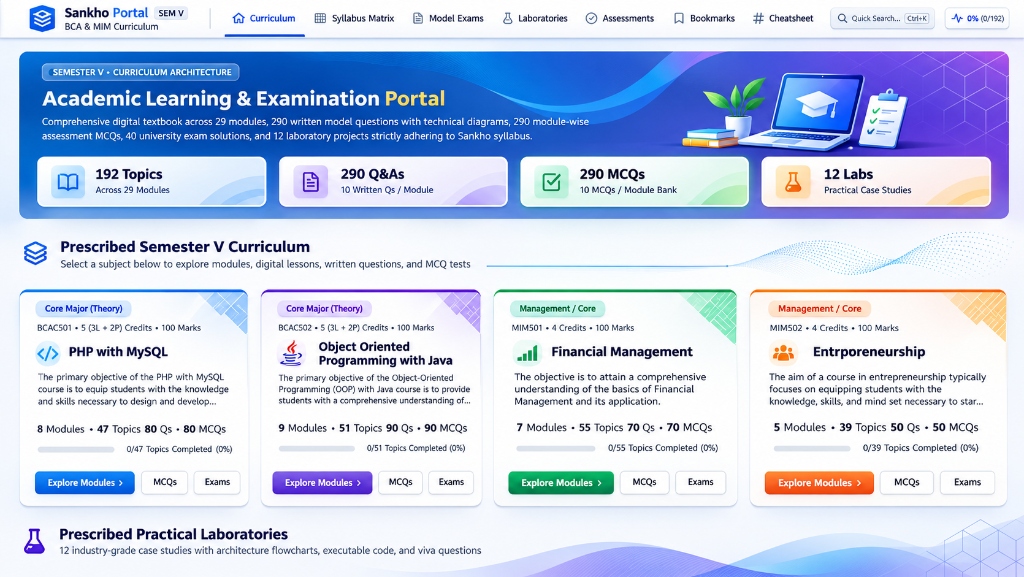 Sankho Portal SEM V
BCA & MIM Curriculum
Curriculum
Syllabus Matrix
Model Exams
Laboratories
Assessments
Bookmarks
Cheatsheet
Quick Search... Ctrl+K
0% (0/192)
SEMESTER V • CURRICULUM ARCHITECTURE
Academic Learning & Examination Portal
Comprehensive digital textbook across 29 modules, 290 written model questions with technical diagrams, 290 module-wise
assessment MCQs, 40 university exam solutions, and 12 laboratory projects strictly adhering to Sankho syllabus.
192 Topics
Across 29 Modules
290 Q&As
10 Written Qs / Module
290 MCQs
10 MCQs / Module Bank
12 Labs
Practical Case Studies
Prescribed Semester V Curriculum
Select a subject below to explore modules, digital lessons, written questions, and MCQ tests
Core Major (Theory)
BCAC501 • 5 (3L + 2P) Credits • 100 Marks
PHP with MySQL
The primary objective of the PHP with MySQL
course is to equip students with the knowledge
and skills necessary to design and develop...
8 Modules • 47 Topics 80 Qs • 80 MCQs
0/47 Topics Completed (0%)
Explore Modules ›
MCQs
Exams
Core Major (Theory)
BCAC502 • 5 (3L + 2P) Credits • 100 Marks
Object Oriented
Programming with Java
The primary objective of the Object-Oriented
Programming (OOP) with Java course is to provide
students with a comprehensive understanding of...
9 Modules • 51 Topics 90 Qs • 90 MCQs
0/51 Topics Completed (0%)
Explore Modules ›
MCQs
Exams
Management / Core
MIM501 • 4 Credits • 100 Marks
Financial Management
The objective is to attain a comprehensive
understanding of the basics of Financial
Management and its application.
7 Modules • 55 Topics 70 Qs • 70 MCQs
0/55 Topics Completed (0%)
Explore Modules ›
MCQs
Exams
Management / Core
MIM502 • 4 Credits • 100 Marks
Entrporeneurship
The aim of a course in entrepreneurship typically
focuses on equipping students with the
knowledge, skills, and mind set necessary to star...
5 Modules • 39 Topics 50 Qs • 50 MCQs
0/39 Topics Completed (0%)
Explore Modules ›
MCQs
Exams
Prescribed Practical Laboratories
12 industry-grade case studies with architecture flowcharts, executable code, and viva questions